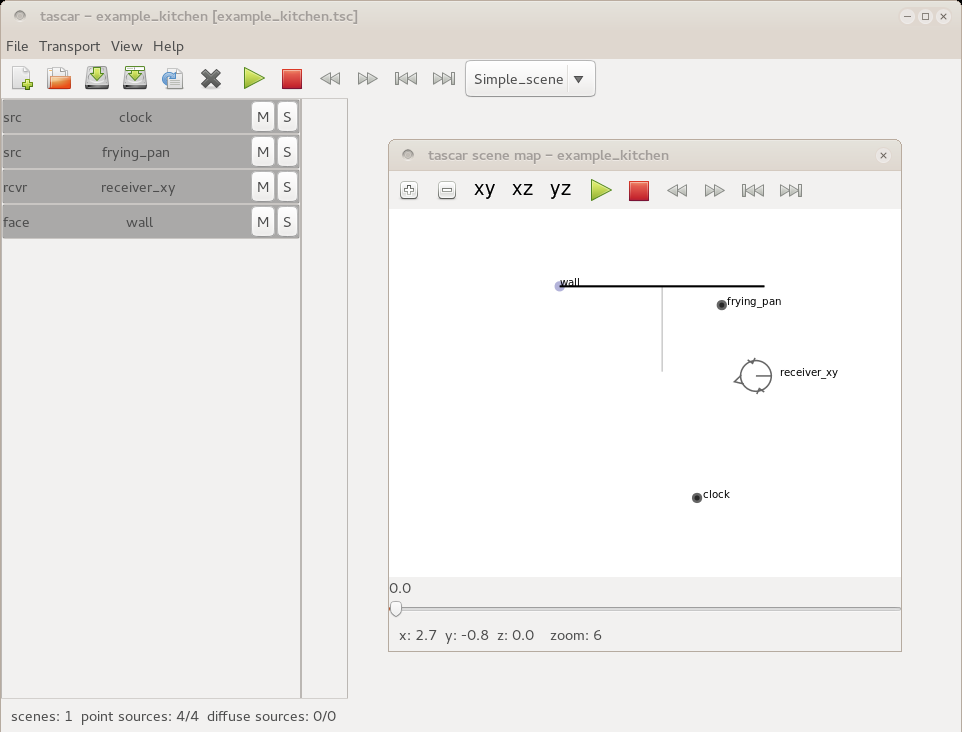 tascar – example_kitchen [example_kitchen.tsc]
File Transport View Help
Simple_scene
src clock M S
src frying_pan M S
rcvr receiver_xy M S
face wall M S
tascar scene map – example_kitchen
xy xz yz
wall
frying_pan
receiver_xy
clock
0.0
x: 2.7 y: -0.8 z: 0.0 zoom: 6
scenes: 1 point sources: 4/4 diffuse sources: 0/0